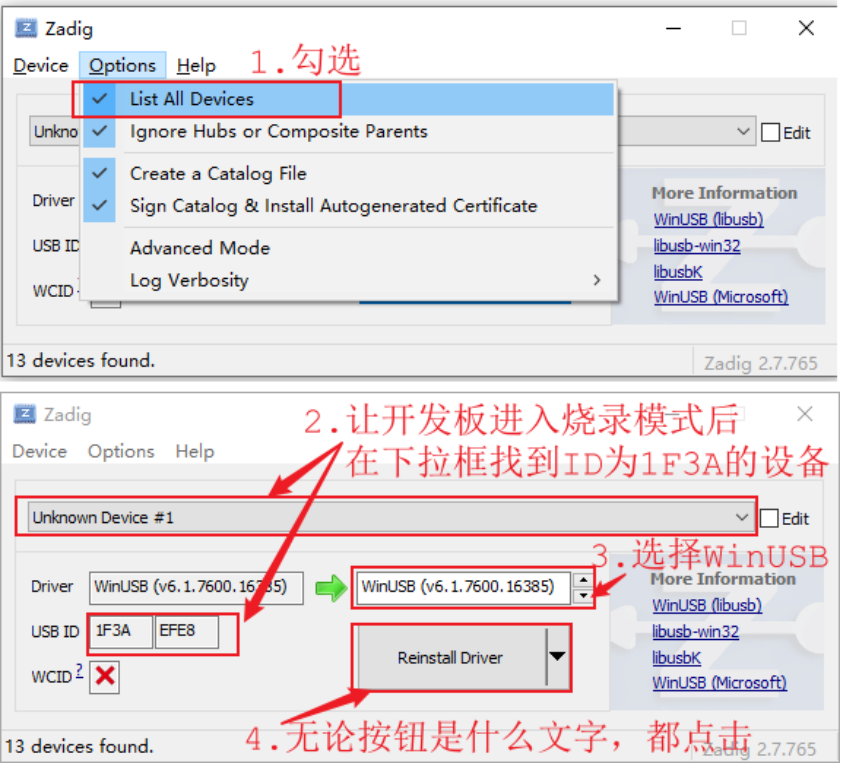 Zadig
Device Options Help
1.勾选
List All Devices
Ignore Hubs or Composite Parents
Create a Catalog File
Sign Catalog & Install Autogenerated Certificate
Advanced Mode
Log Verbosity
Unkno
Edit
Driver
USB ID
WCID
More Information
WinUSB (libusb)
libusb-win32
libusbK
WinUSB (Microsoft)
13 devices found.
Zadig 2.7.765
Zadig
2.让开发板进入烧录模式后
Device Options Help
在下拉框找到ID为1F3A的设备
Unknown Device #1
Edit
3.选择WinUSB
Driver WinUSB (v6.1.7600.16385) WinUSB (v6.1.7600.16385)
USB ID 1F3A EFE8
WCID ?
Reinstall Driver
More Information
WinUSB (libusb)
libusb-win32
libusbK
WinUSB (Microsoft)
4.无论按钮是什么文字，都点击
13 devices found.
Zadig 2.7.765